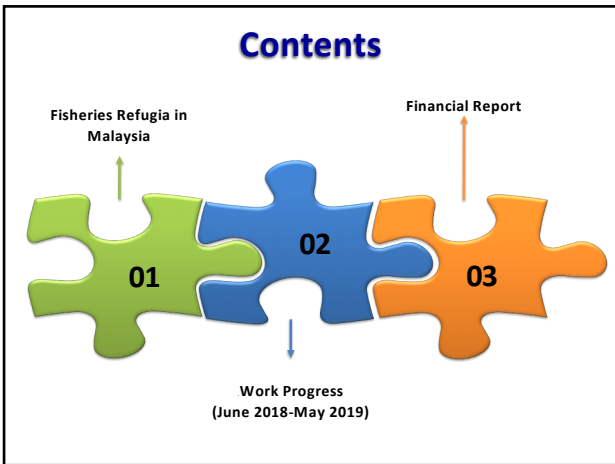 Contents
Fisheries Refugia in
Malaysia
Financial Report
01
02
03
Work Progress
(June 2018-May 2019)